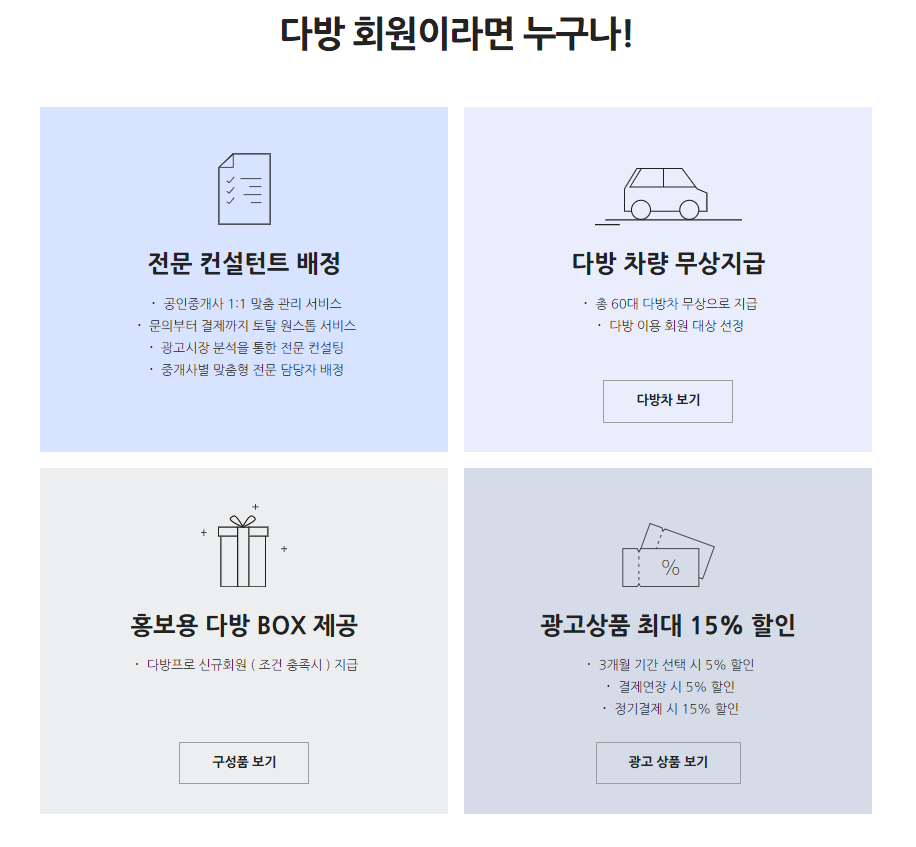 다방 회원이라면 누구나!
전문 컨설턴트 배정
· 공인중개사 1:1 맞춤 관리 서비스
· 문의부터 결제까지 토탈 원스톱 서비스
· 광고시장 분석을 통한 전문 컨설팅
· 중개사별 맞춤형 전문 담당자 배정
다방 차량 무상지급
· 총 60대 다방차 무상으로 지급
· 다방 이용 회원 대상 선정
다방차 보기
홍보용 다방 BOX 제공
· 다방프로 신규회원 ( 조건 충족시 ) 지급
구성품 보기
%
광고상품 최대 15% 할인
· 3개월 기간 선택 시 5% 할인
· 결제연장 시 5% 할인
· 정기결제 시 15% 할인
광고 상품 보기